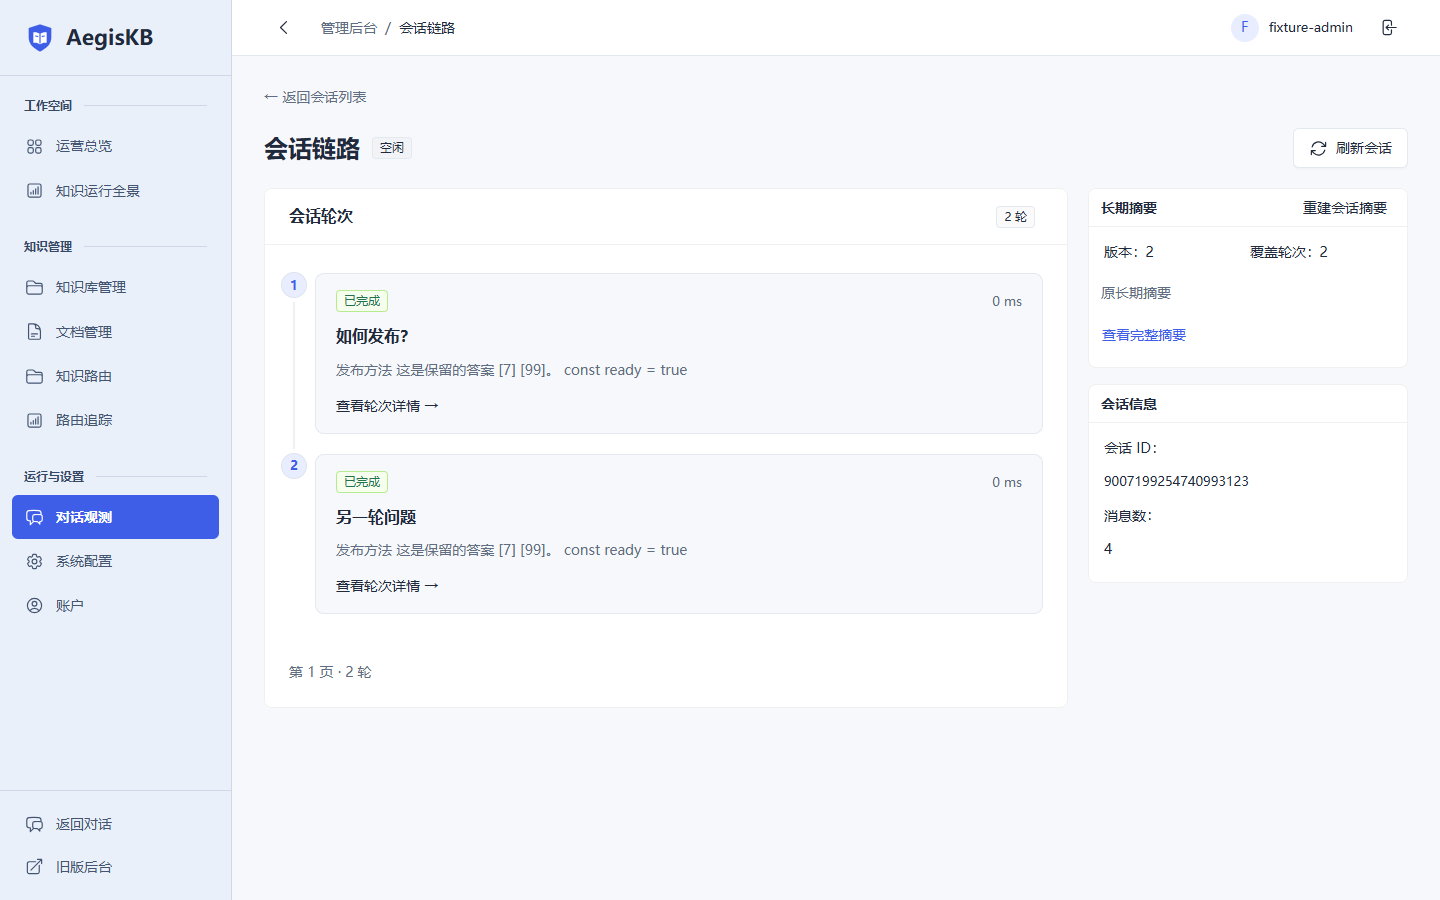 AegisKB
工作空间
运营总览
知识运行全景
知识管理
知识库管理
文档管理
知识路由
路由追踪
运行与设置
对话观测
系统配置
账户
返回对话
旧版后台
管理后台 / 会话链路
F fixture-admin
← 返回会话列表
会话链路 空闲
刷新会话
会话轮次 2 轮
1
已完成 0 ms
如何发布?
发布方法 这是保留的答案 [7] [99]。 const ready = true
查看轮次详情 →
2
已完成 0 ms
另一轮问题
发布方法 这是保留的答案 [7] [99]。 const ready = true
查看轮次详情 →
第 1 页 · 2 轮
长期摘要 重建会话摘要
版本：2 覆盖轮次：2
原长期摘要
查看完整摘要
会话信息
会话 ID：
9007199254740993123
消息数：
4